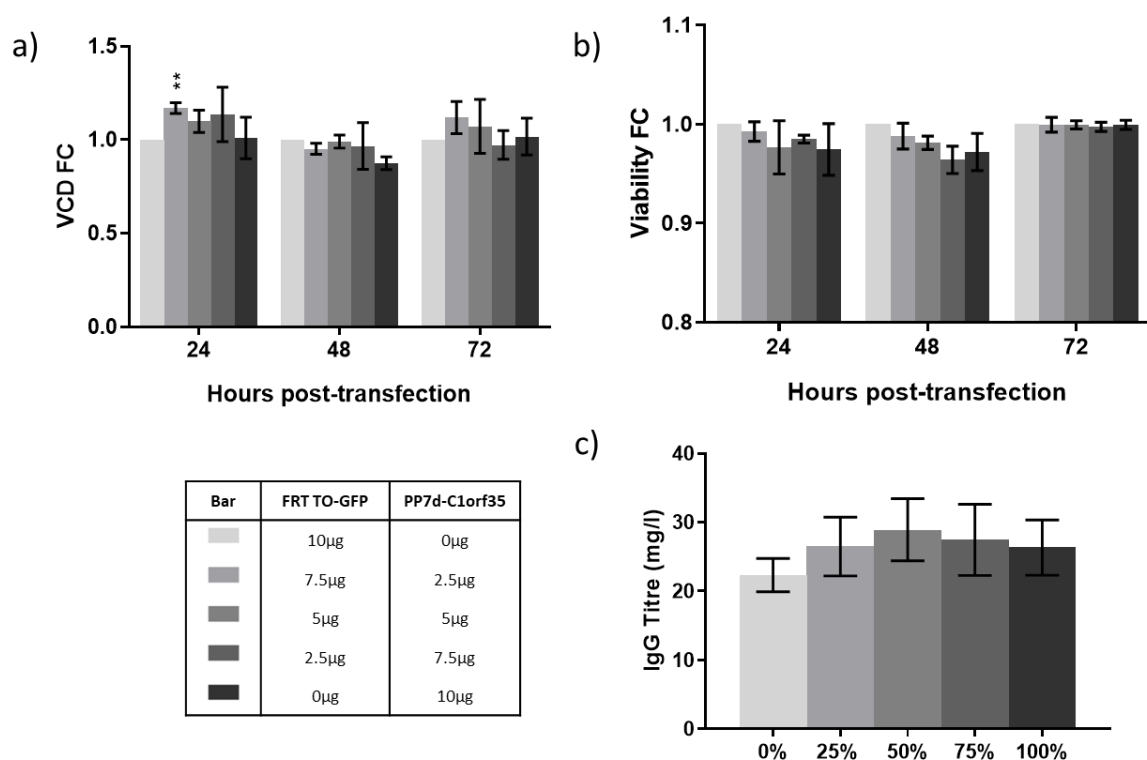 a)
1.5
1.0
0.5
0.0
VCD FC
**
24 48 72
Hours post-transfection
b)
1.1
1.0
0.9
0.8
Viability FC
24 48 72
Hours post-transfection
Bar FRT TO-GFP PP7d-C1orf35
10µg 0µg
7.5µg 2.5µg
5µg 5µg
2.5µg 7.5µg
0µg 10µg
c)
40
30
20
10
0
IgG Titre (mg/l)
0% 25% 50% 75% 100%